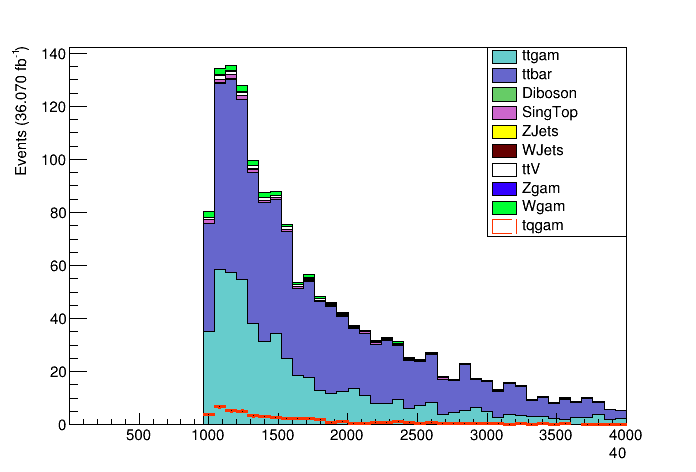 Events (36.070 fb⁻¹)
140
120
100
80
60
40
20
0
ttgam
ttbar
Diboson
SingTop
ZJets
WJets
ttV
Zgam
Wgam
tqgam
500 1000 1500 2000 2500 3000 3500 4000
40